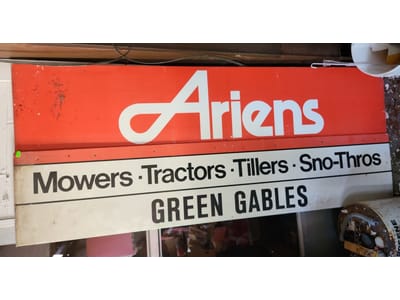 Ariens
Mowers · Tractors · Tillers · Sno-Thros
GREEN GABLES